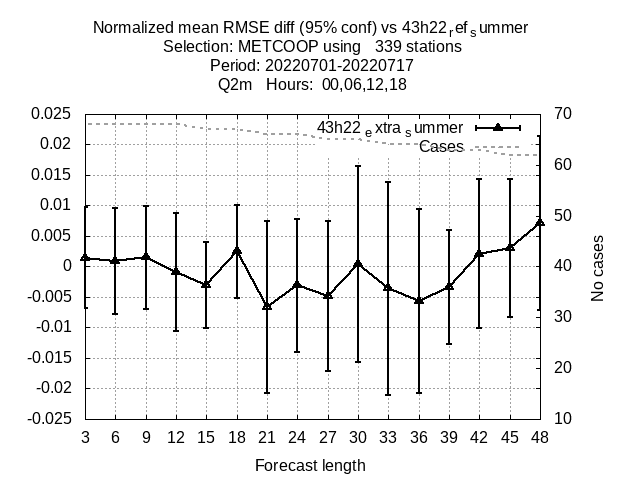 Normalized mean RMSE diff (95% conf) vs 43h22refsummer
Selection: METCOOP using 339 stations
Period: 20220701-20220717
Q2m Hours: 00,06,12,18
43h22extrasummer
Cases
0.025
0.02
0.015
0.01
0.005
0
-0.005
-0.01
-0.015
-0.02
-0.025
70
60
50
40
30
20
10
No cases
3 6 9 12 15 18 21 24 27 30 33 36 39 42 45 48
Forecast length